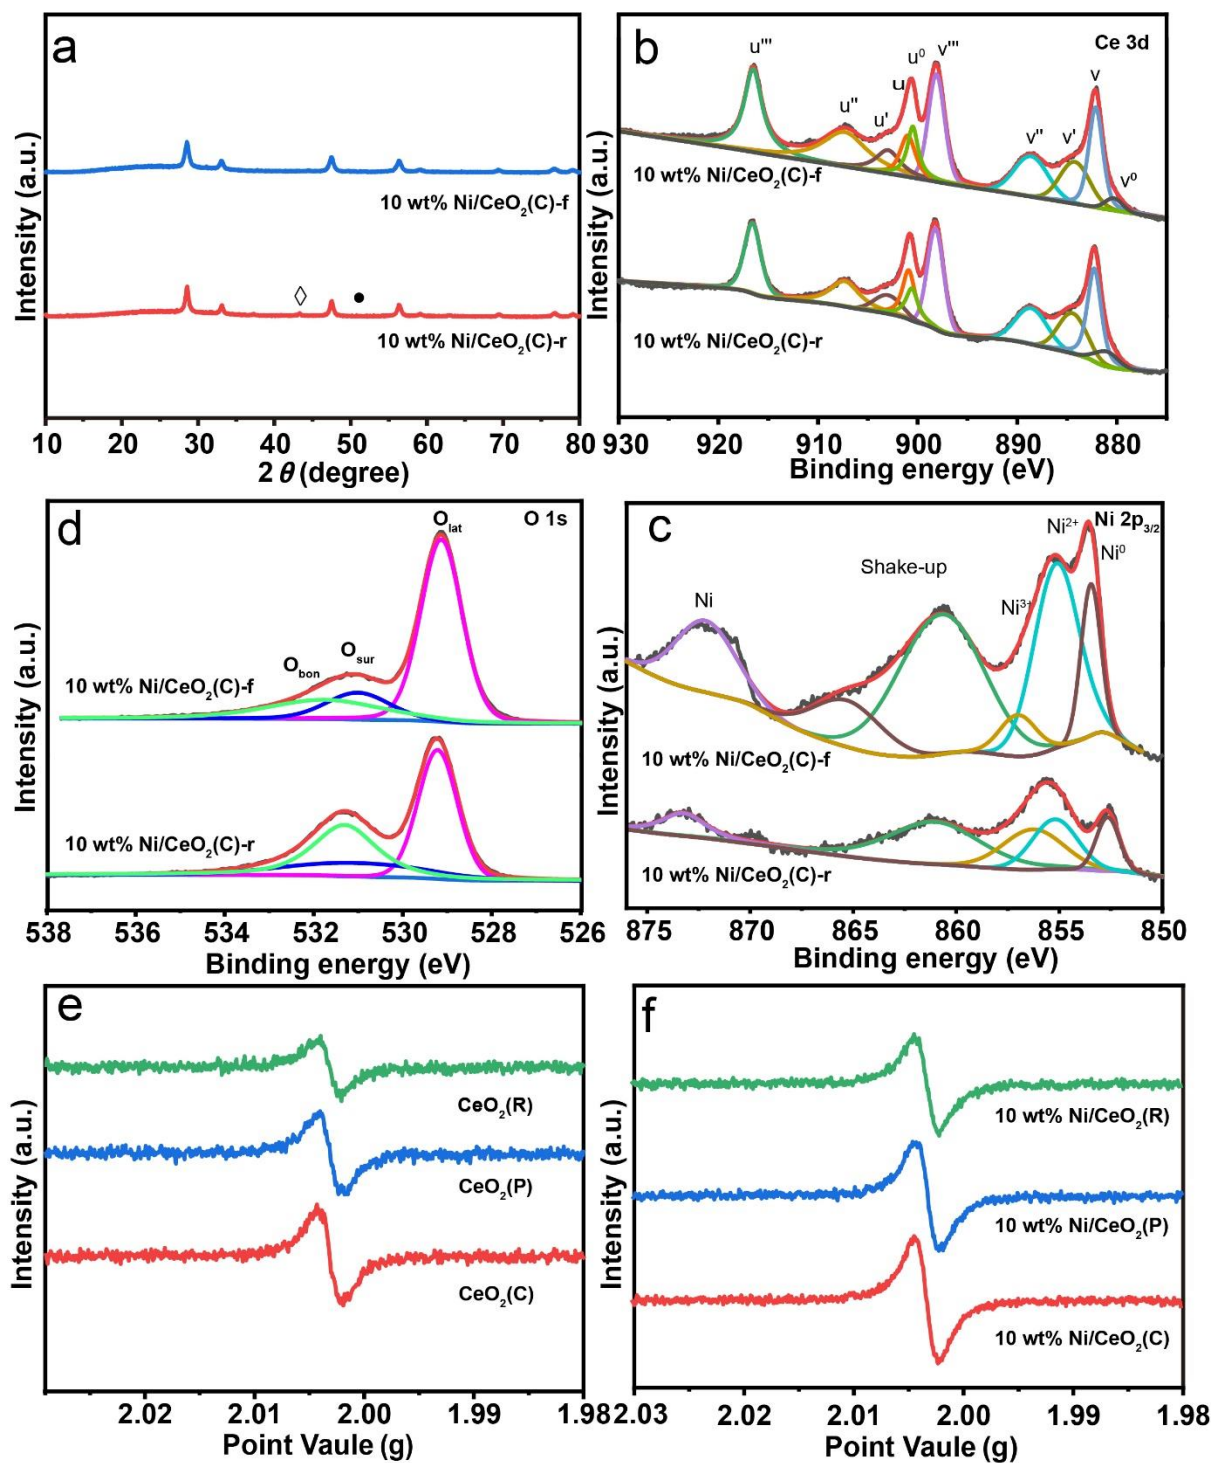 a
Intensity (a.u.)
10 wt% Ni/CeO₂(C)-f
◊
●
10 wt% Ni/CeO₂(C)-r
10 20 30 40 50 60 70 80
2 θ (degree)
b
Ce 3d
Intensity (a.u.)
u''' u'' u' u u⁰ v''' v'' v' v v⁰
10 wt% Ni/CeO₂(C)-f
10 wt% Ni/CeO₂(C)-r
930 920 910 900 890 880
Binding energy (eV)
d
O 1s
Intensity (a.u.)
O_bon O_sur O_lat
10 wt% Ni/CeO₂(C)-f
10 wt% Ni/CeO₂(C)-r
538 536 534 532 530 528 526
Binding energy (eV)
c
Ni 2p₃/₂
Intensity (a.u.)
Ni Shake-up Ni³⁺ Ni²⁺ Ni⁰
10 wt% Ni/CeO₂(C)-f
10 wt% Ni/CeO₂(C)-r
875 870 865 860 855 850
Binding energy (eV)
e
Intensity (a.u.)
CeO₂(R)
CeO₂(P)
CeO₂(C)
2.02 2.01 2.00 1.99 1.98
Point Vaule (g)
f
Intensity (a.u.)
10 wt% Ni/CeO₂(R)
10 wt% Ni/CeO₂(P)
10 wt% Ni/CeO₂(C)
2.03 2.02 2.01 2.00 1.99 1.98
Point Vaule (g)